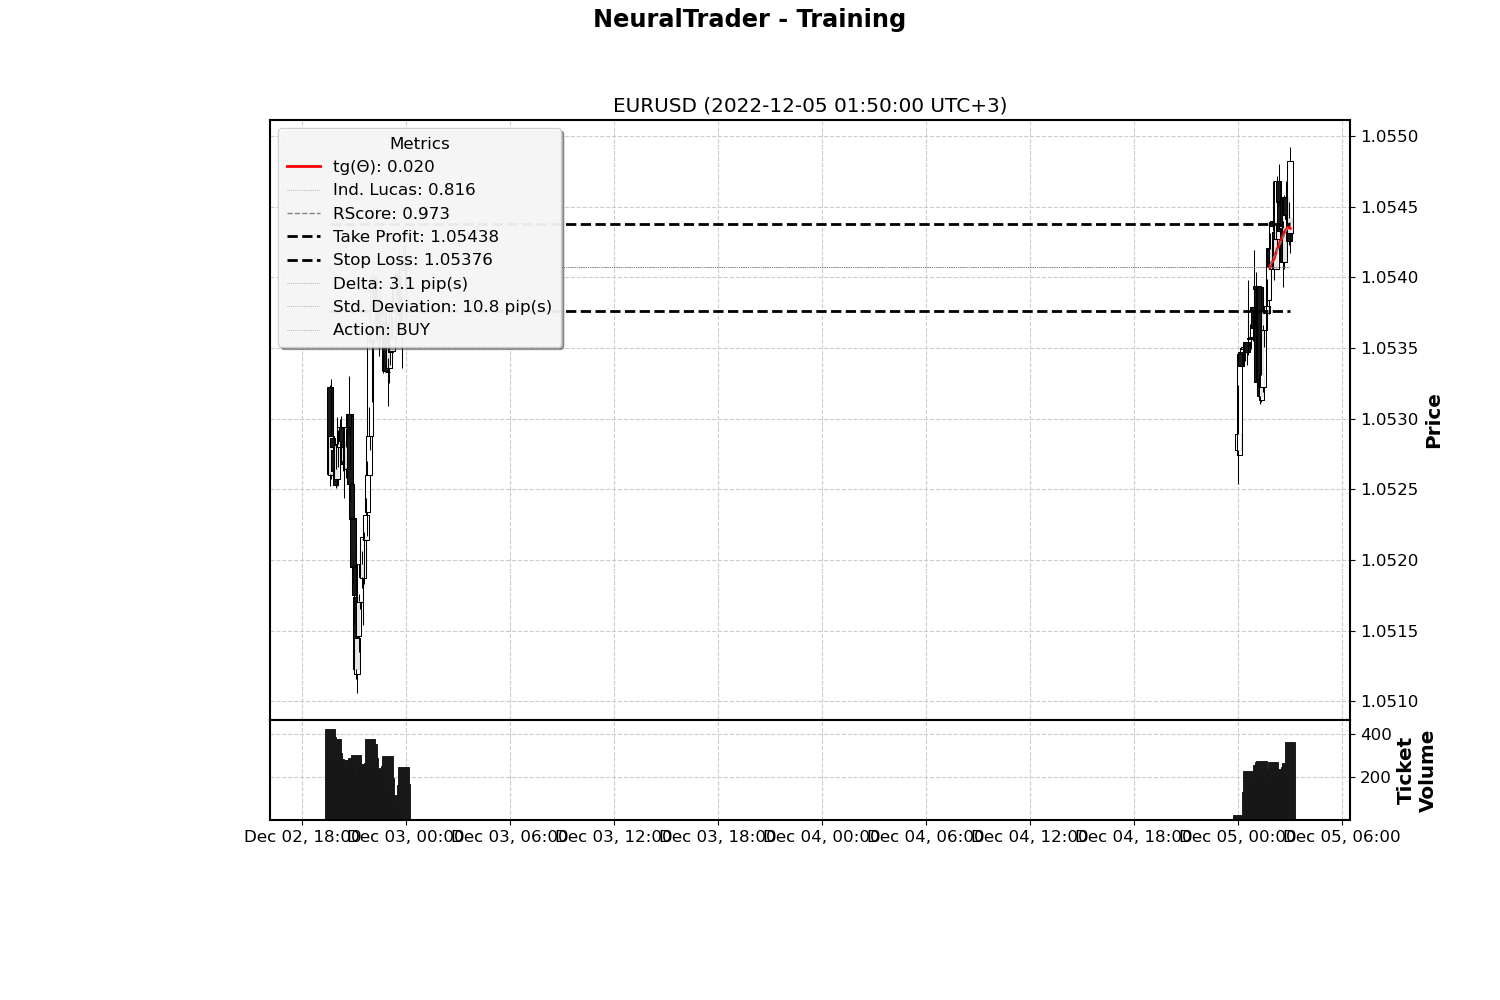 NeuralTrader - Training
EURUSD (2022-12-05 01:50:00 UTC+3)
Metrics
tg(Θ): 0.020
Ind. Lucas: 0.816
RScore: 0.973
Take Profit: 1.05438
Stop Loss: 1.05376
Delta: 3.1 pip(s)
Std. Deviation: 10.8 pip(s)
Action: BUY
1.0550
1.0545
1.0540
1.0535
1.0530
1.0525
1.0520
1.0515
1.0510
Price
400
200
Ticket
Volume
Dec 02, 18:00
Dec 03, 00:00
Dec 03, 06:00
Dec 03, 12:00
Dec 03, 18:00
Dec 04, 00:00
Dec 04, 06:00
Dec 04, 12:00
Dec 04, 18:00
Dec 05, 00:00
Dec 05, 06:00